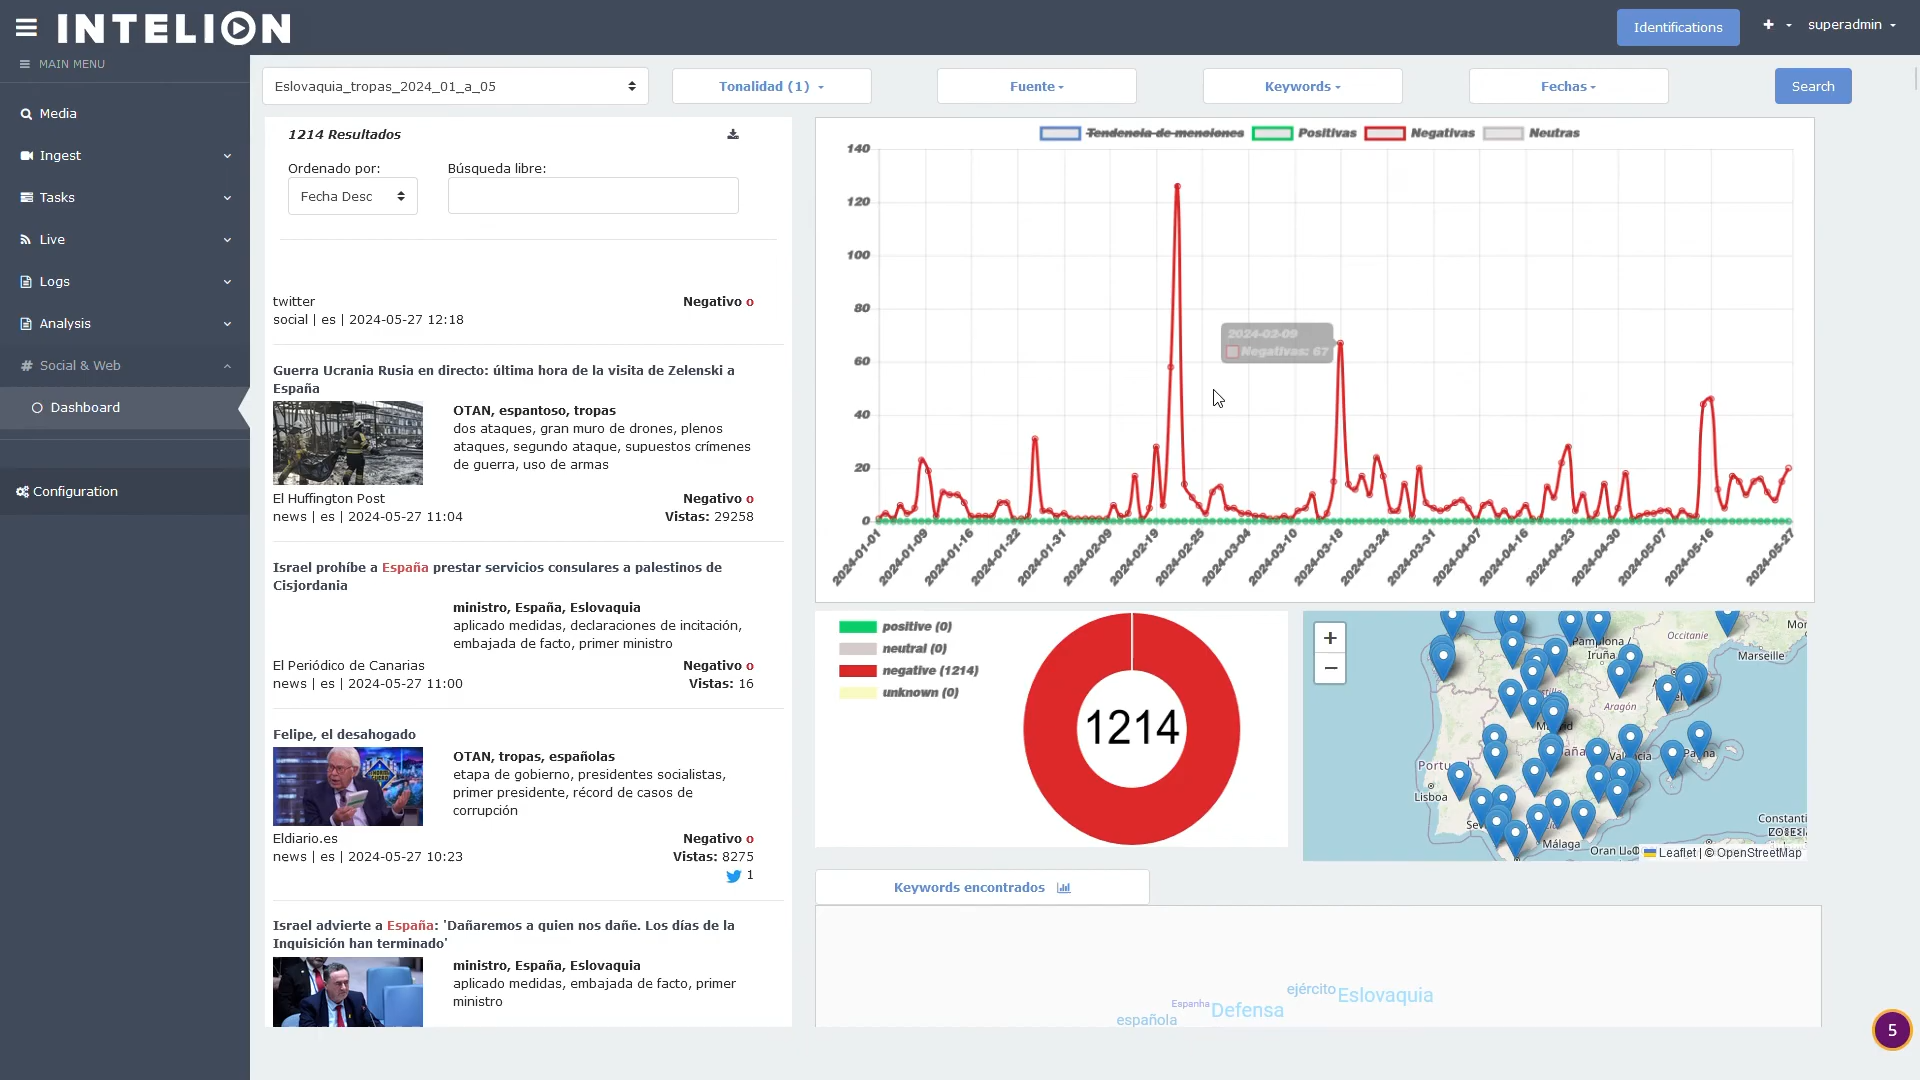 INTELION
Identifications
superadmin
MAIN MENU
Media
Ingest
Tasks
Live
Logs
Analysis
Social & Web
Dashboard
Configuration
Eslovaquia_tropas_2024_01_a_05
Tonalidad (1)
Fuente
Keywords
Fechas
Search
1214 Resultados
Ordenado por:
Búsqueda libre:
Fecha Desc
twitter
Negativo
social | es | 2024-05-27 12:18
Guerra Ucrania Rusia en directo: última hora de la visita de Zelenski a
España
OTAN, espantoso, tropas
dos ataques, gran muro de drones, plenos
ataques, segundo ataque, supuestos crímenes
de guerra, uso de armas
El Huffington Post
Negativo
news | es | 2024-05-27 11:04
Vistas: 29258
Israel prohíbe a España prestar servicios consulares a palestinos de
Cisjordania
ministro, España, Eslovaquia
aplicado medidas, declaraciones de incitación,
embajada de facto, primer ministro
El Periódico de Canarias
Negativo
news | es | 2024-05-27 11:00
Vistas: 16
Felipe, el desahogado
OTAN, tropas, españolas
etapa de gobierno, presidentes socialistas,
primer presidente, récord de casos de
corrupción
Eldiario.es
Negativo
news | es | 2024-05-27 10:23
Vistas: 8275
1
Israel advierte a España: 'Dañaremos a quien nos dañe. Los días de la
Inquisición han terminado'
ministro, España, Eslovaquia
aplicado medidas, embajada de facto, primer
ministro
Tendencia de menciones
Positivas
Negativas
Neutras
140
120
100
80
60
40
20
0
2024-02-09
Negativas: 67
2024-01-01
2024-01-09
2024-01-16
2024-01-22
2024-01-31
2024-02-09
2024-02-19
2024-02-25
2024-03-04
2024-03-10
2024-03-18
2024-03-24
2024-03-31
2024-04-07
2024-04-16
2024-04-23
2024-04-30
2024-05-07
2024-05-16
2024-05-27
positive (0)
neutral (0)
negative (1214)
unknown (0)
1214
+
−
Pamplona /
Iruña
Occitanie
Marseille
Aragón
Lisboa
Málaga
Oran
Leaflet | © OpenStreetMap
Keywords encontrados
ejército
Eslovaquia
Espanha
Defensa
española
5